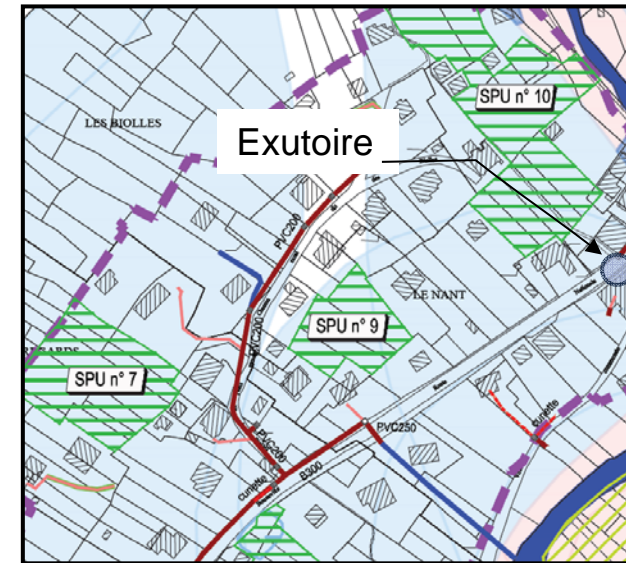 SPU n° 10
LES BIOLLES
Exutoire
PVC200
LE NANT
SPU n° 9
PVC200
SPU n° 7
PVC250
PVC200
cunette
B300
cunette